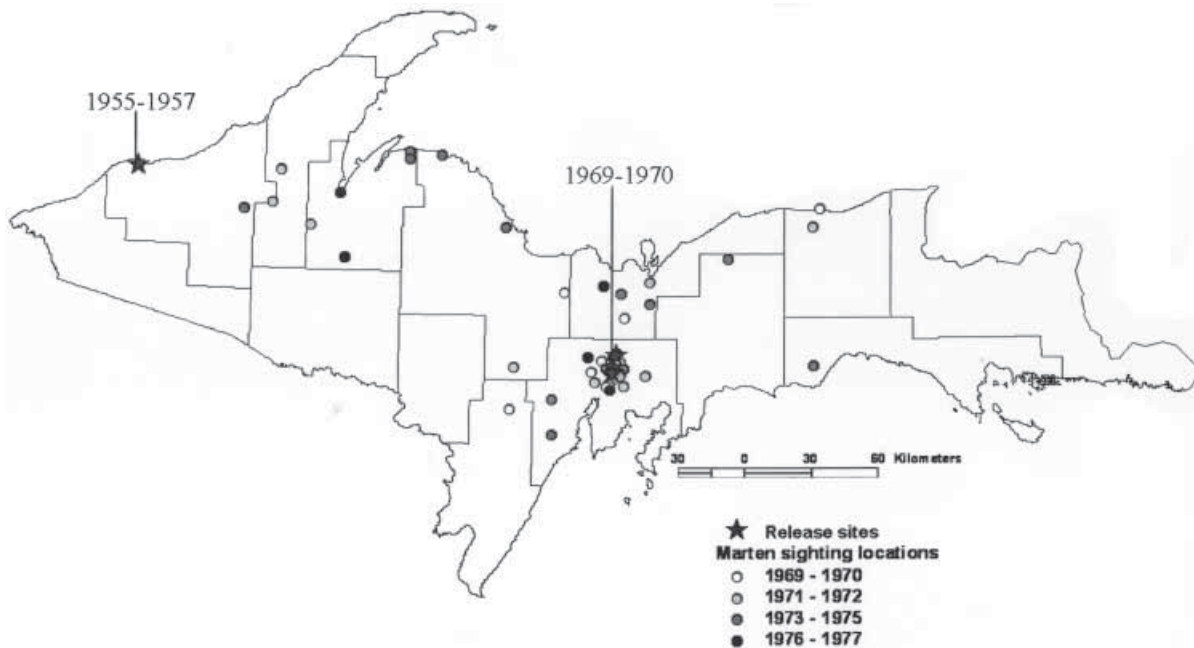 1955-1957
1969-1970
30 0 30 60 Kilometers
Release sites
Marten sighting locations
1969 - 1970
1971 - 1972
1973 - 1975
1976 - 1977